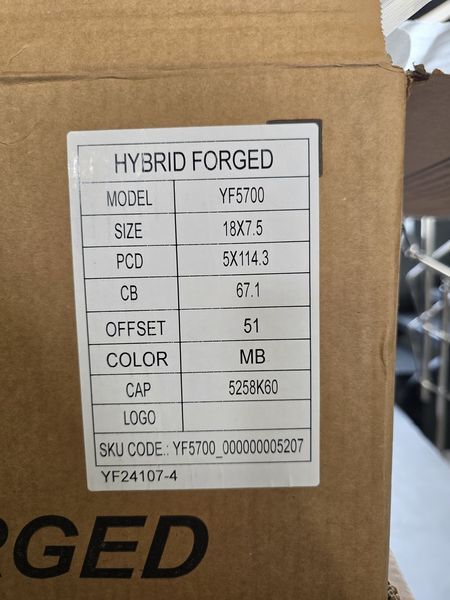 HYBRID FORGED
MODEL YF5700
SIZE 18X7.5
PCD 5X114.3
CB 67.1
OFFSET 51
COLOR MB
CAP 5258K60
LOGO
SKU CODE.: YF5700_000000005207
YF24107-4
RGED